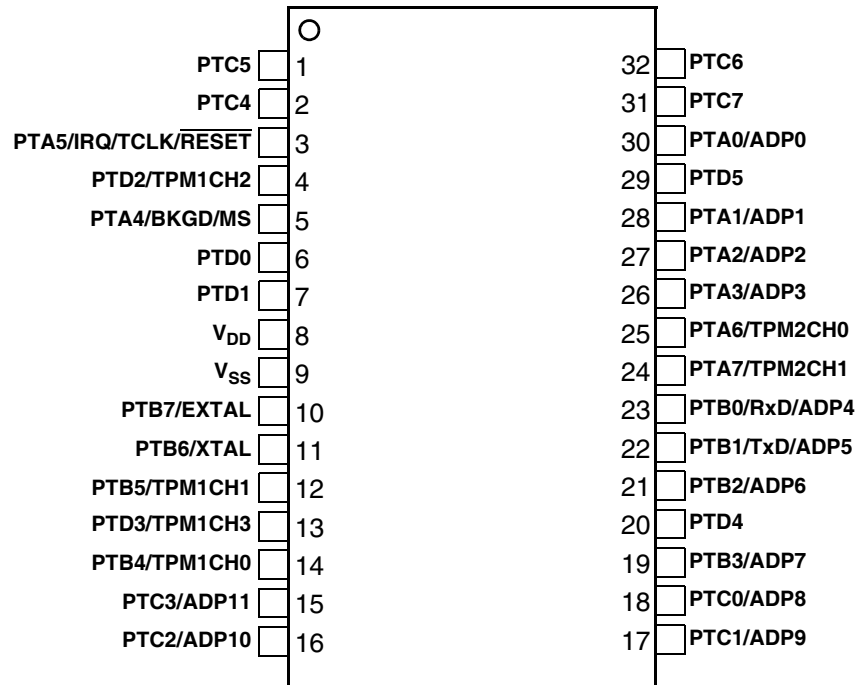 PTC5 1
PTC4 2
PTA5/IRQ/TCLK/RESET 3
PTD2/TPM1CH2 4
PTA4/BKGD/MS 5
PTD0 6
PTD1 7
VDD 8
VSS 9
PTB7/EXTAL 10
PTB6/XTAL 11
PTB5/TPM1CH1 12
PTD3/TPM1CH3 13
PTB4/TPM1CH0 14
PTC3/ADP11 15
PTC2/ADP10 16
32 PTC6
31 PTC7
30 PTA0/ADP0
29 PTD5
28 PTA1/ADP1
27 PTA2/ADP2
26 PTA3/ADP3
25 PTA6/TPM2CH0
24 PTA7/TPM2CH1
23 PTB0/RxD/ADP4
22 PTB1/TxD/ADP5
21 PTB2/ADP6
20 PTD4
19 PTB3/ADP7
18 PTC0/ADP8
17 PTC1/ADP9